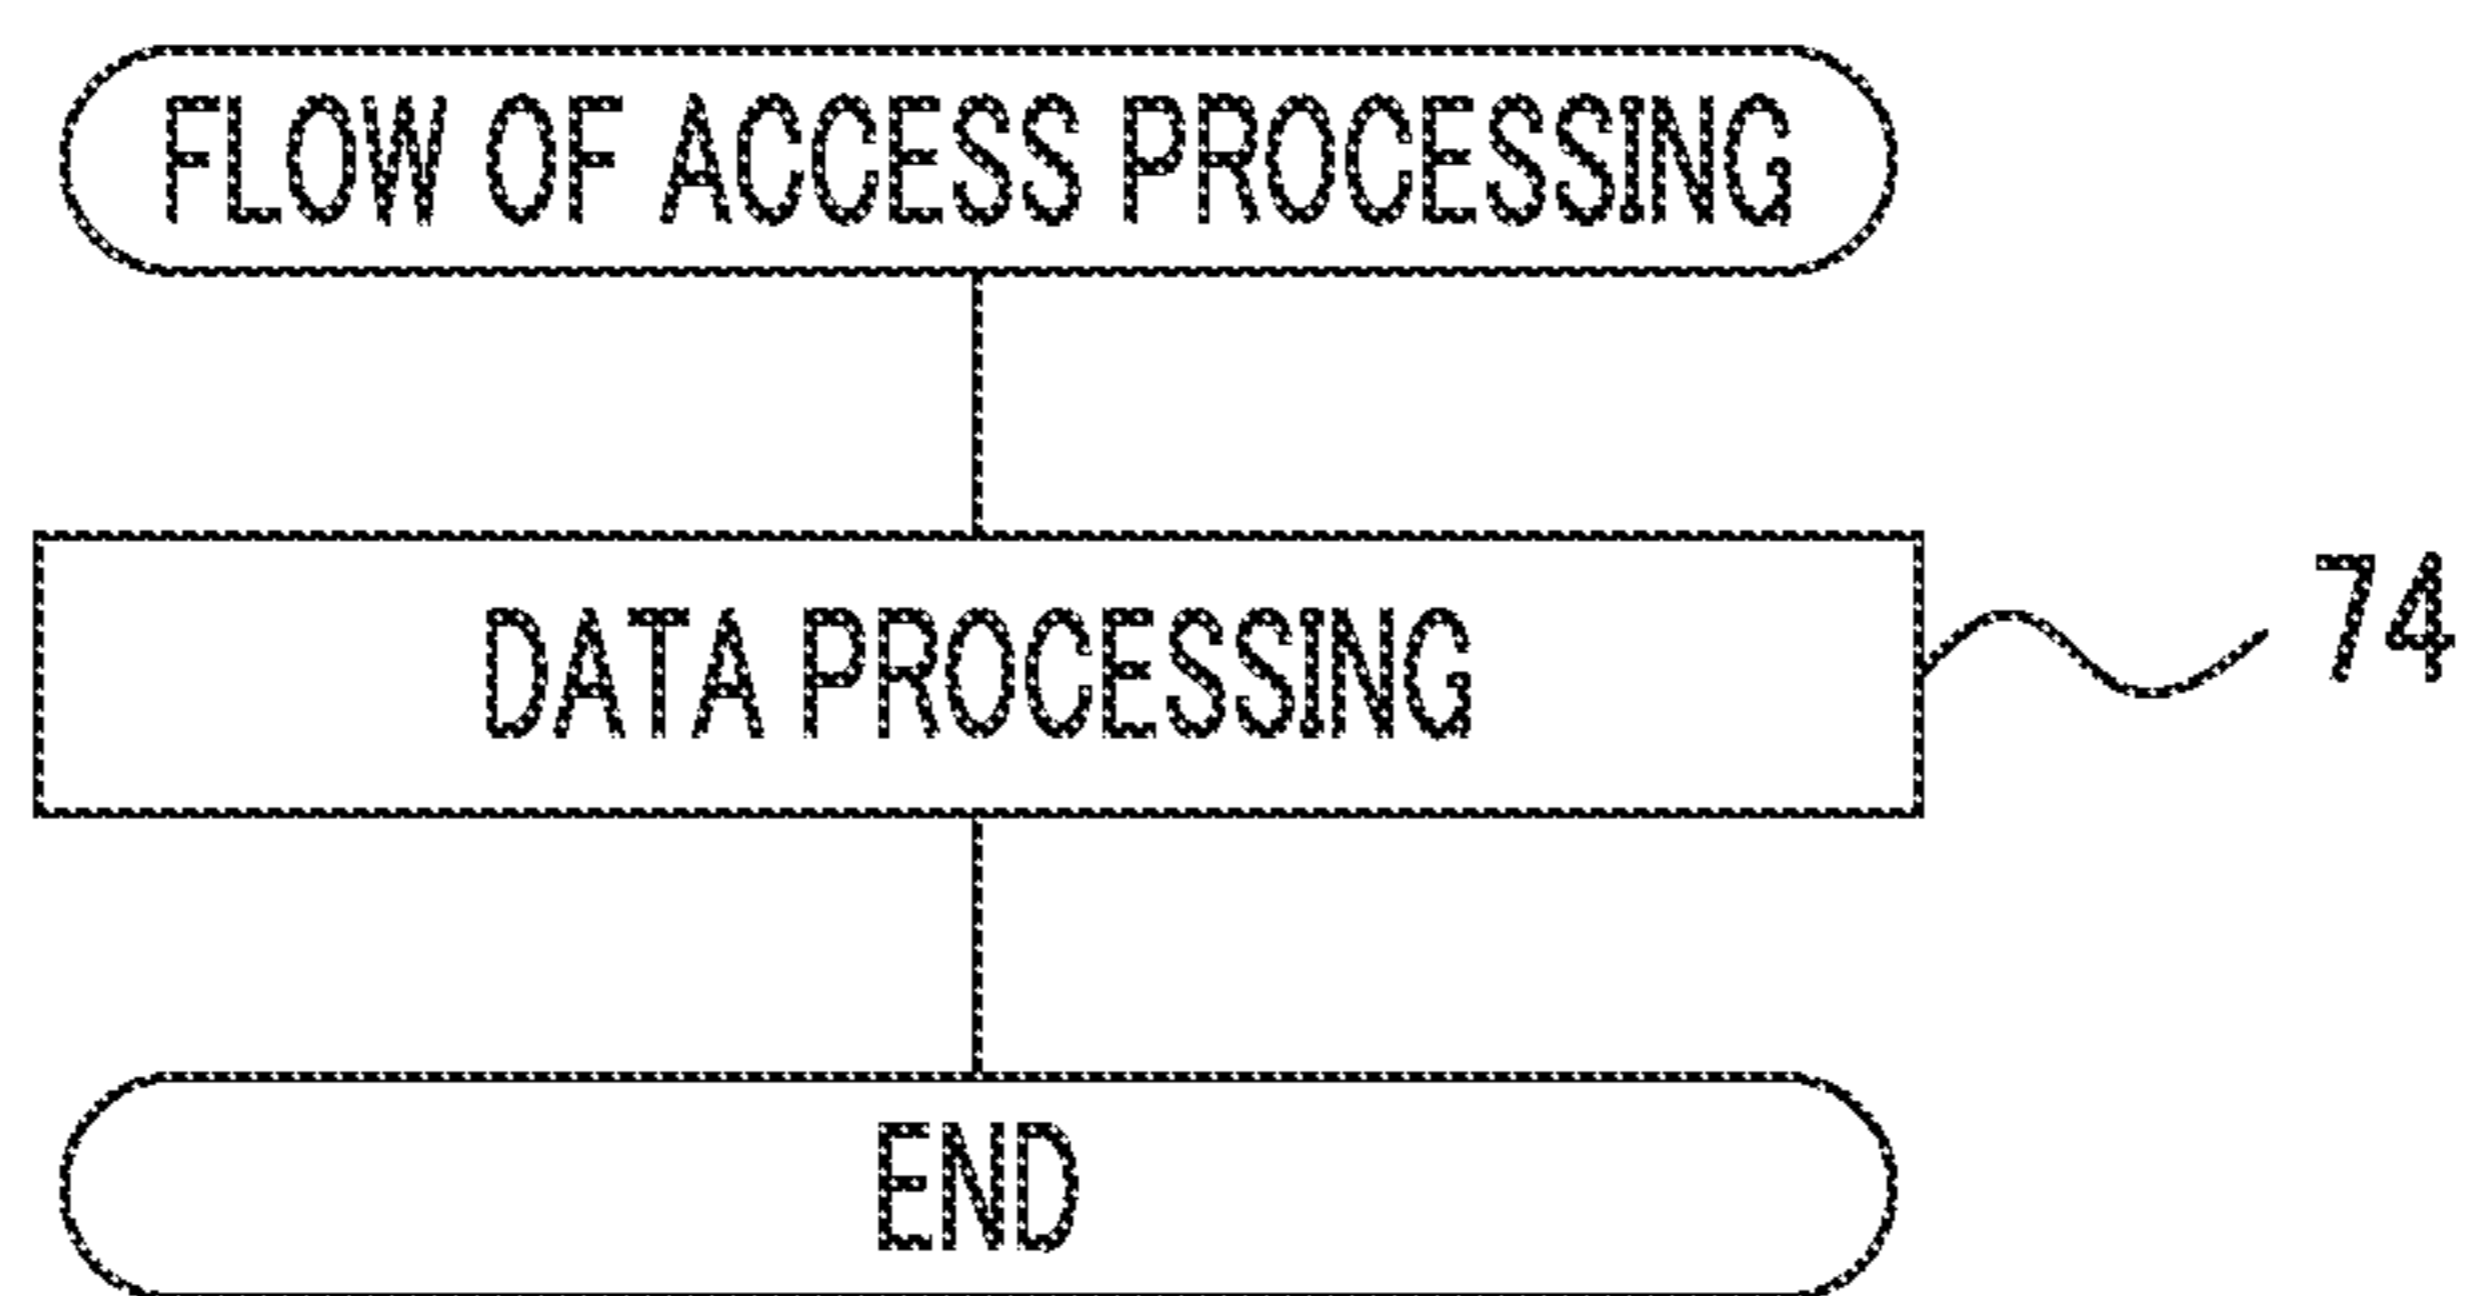 FLOW OF ACCESS PROCESSING
DATA PROCESSING
74
END